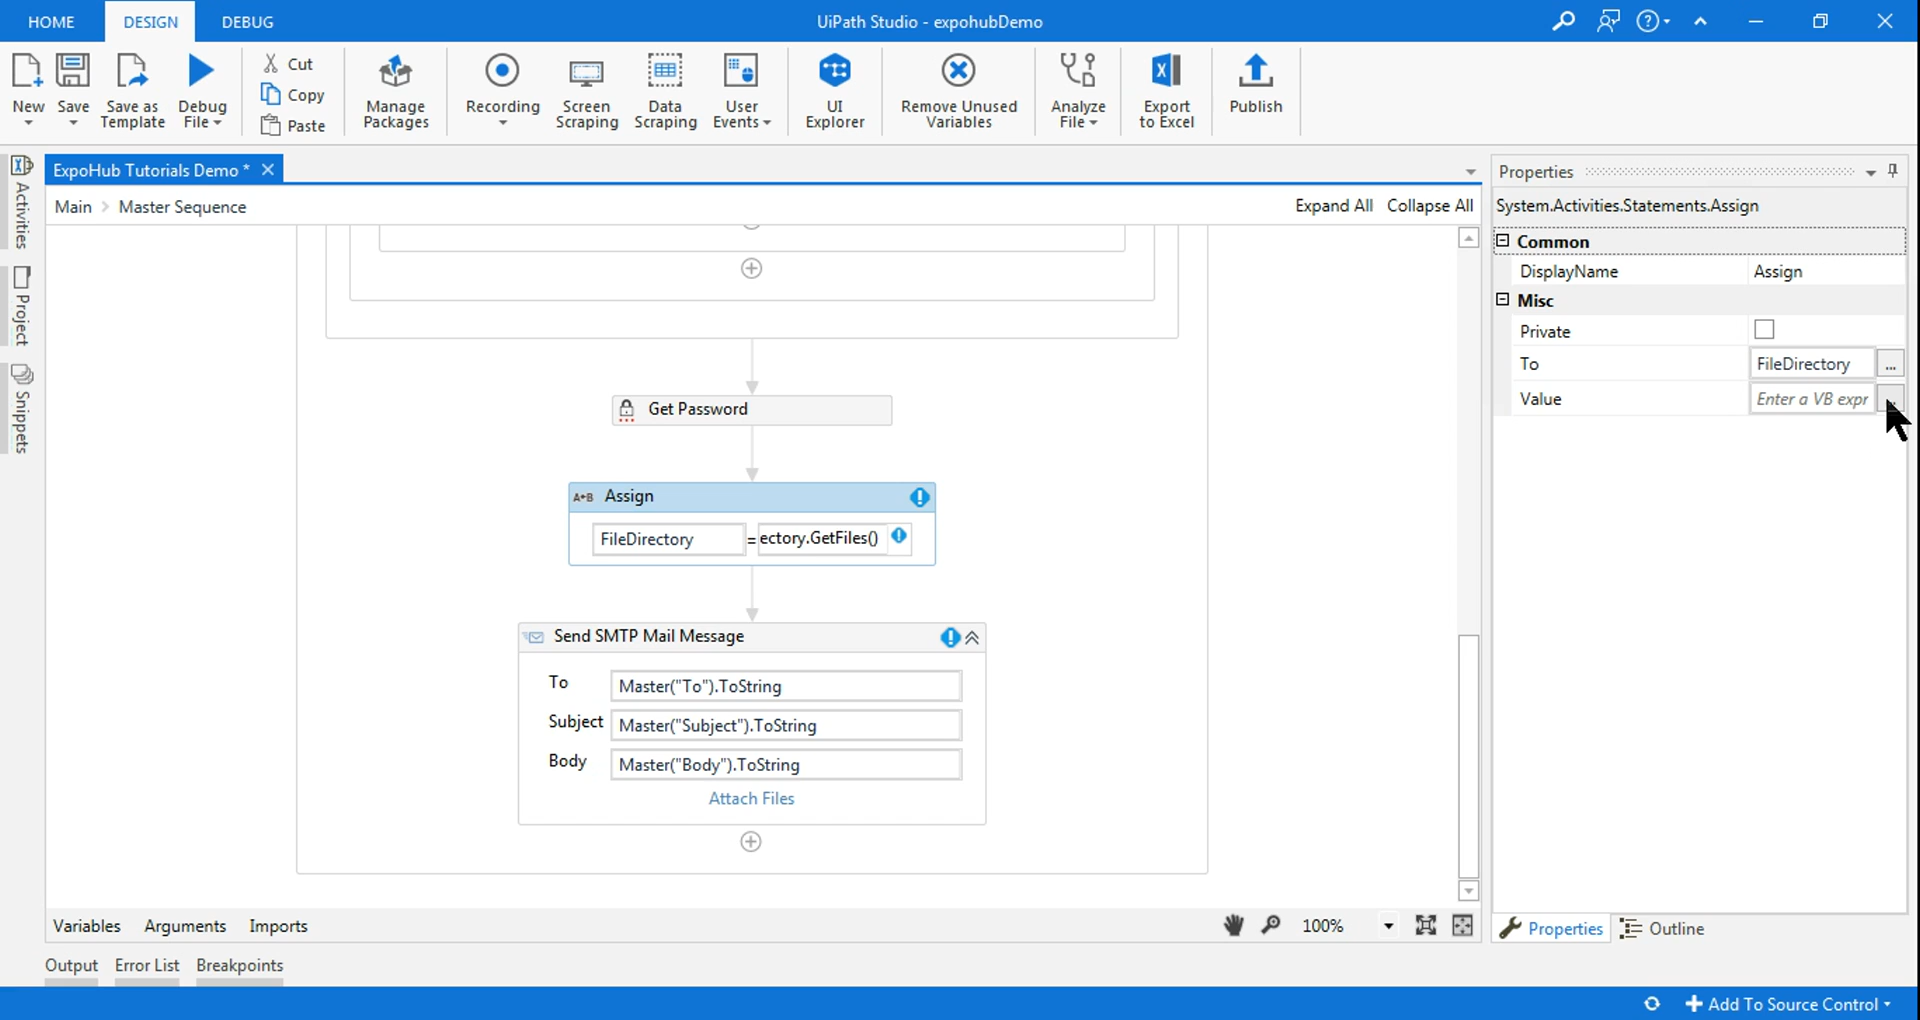 HOME DESIGN DEBUG UiPath Studio - expohubDemo
New Save Save as Template Debug File Cut Copy Paste Manage Packages Recording Screen Scraping Data Scraping User Events UI Explorer Remove Unused Variables Analyze File Export to Excel Publish
Activities
Project
Snippets
ExpoHub Tutorials Demo *
Main > Master Sequence Expand All Collapse All
Get Password
A+B Assign
FileDirectory = ectory.GetFiles()
Send SMTP Mail Message
To Master("To").ToString
Subject Master("Subject").ToString
Body Master("Body").ToString
Attach Files
Variables Arguments Imports 100%
Output Error List Breakpoints
Properties
System.Activities.Statements.Assign
Common
DisplayName Assign
Misc
Private
To FileDirectory ...
Value Enter a VB expr
Properties Outline
Add To Source Control